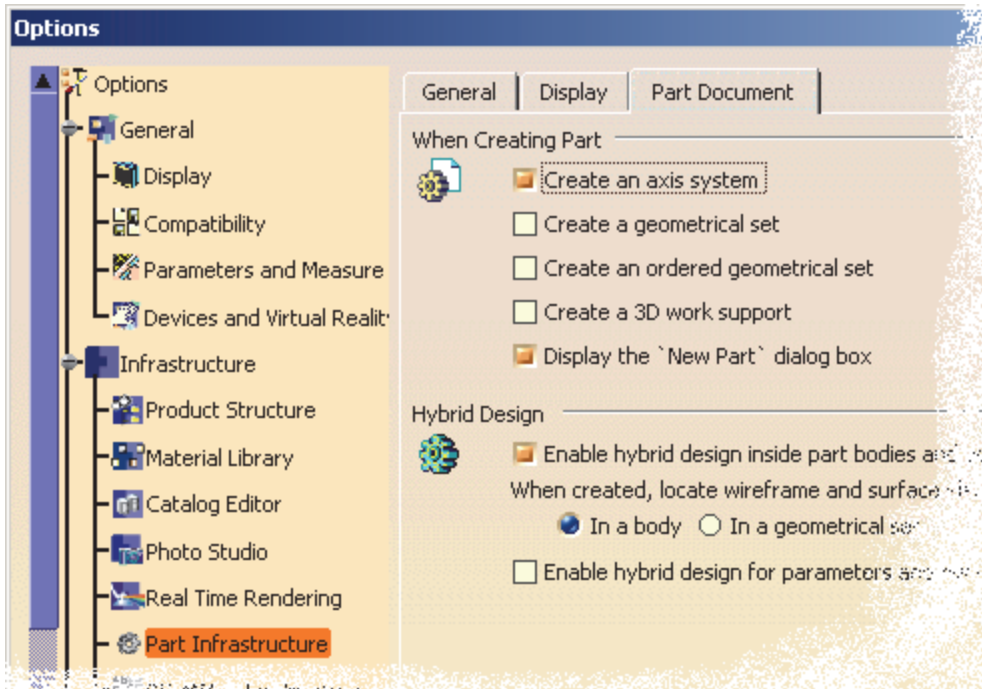 Options
Options
General
Display
Compatibility
Parameters and Measure
Devices and Virtual Realit
Infrastructure
Product Structure
Material Library
Catalog Editor
Photo Studio
Real Time Rendering
Part Infrastructure
General Display Part Document
When Creating Part
Create an axis system
Create a geometrical set
Create an ordered geometrical set
Create a 3D work support
Display the `New Part` dialog box
Hybrid Design
Enable hybrid design inside part bodies and
When created, locate wireframe and surface
In a body In a geometrical set
Enable hybrid design for parameters and